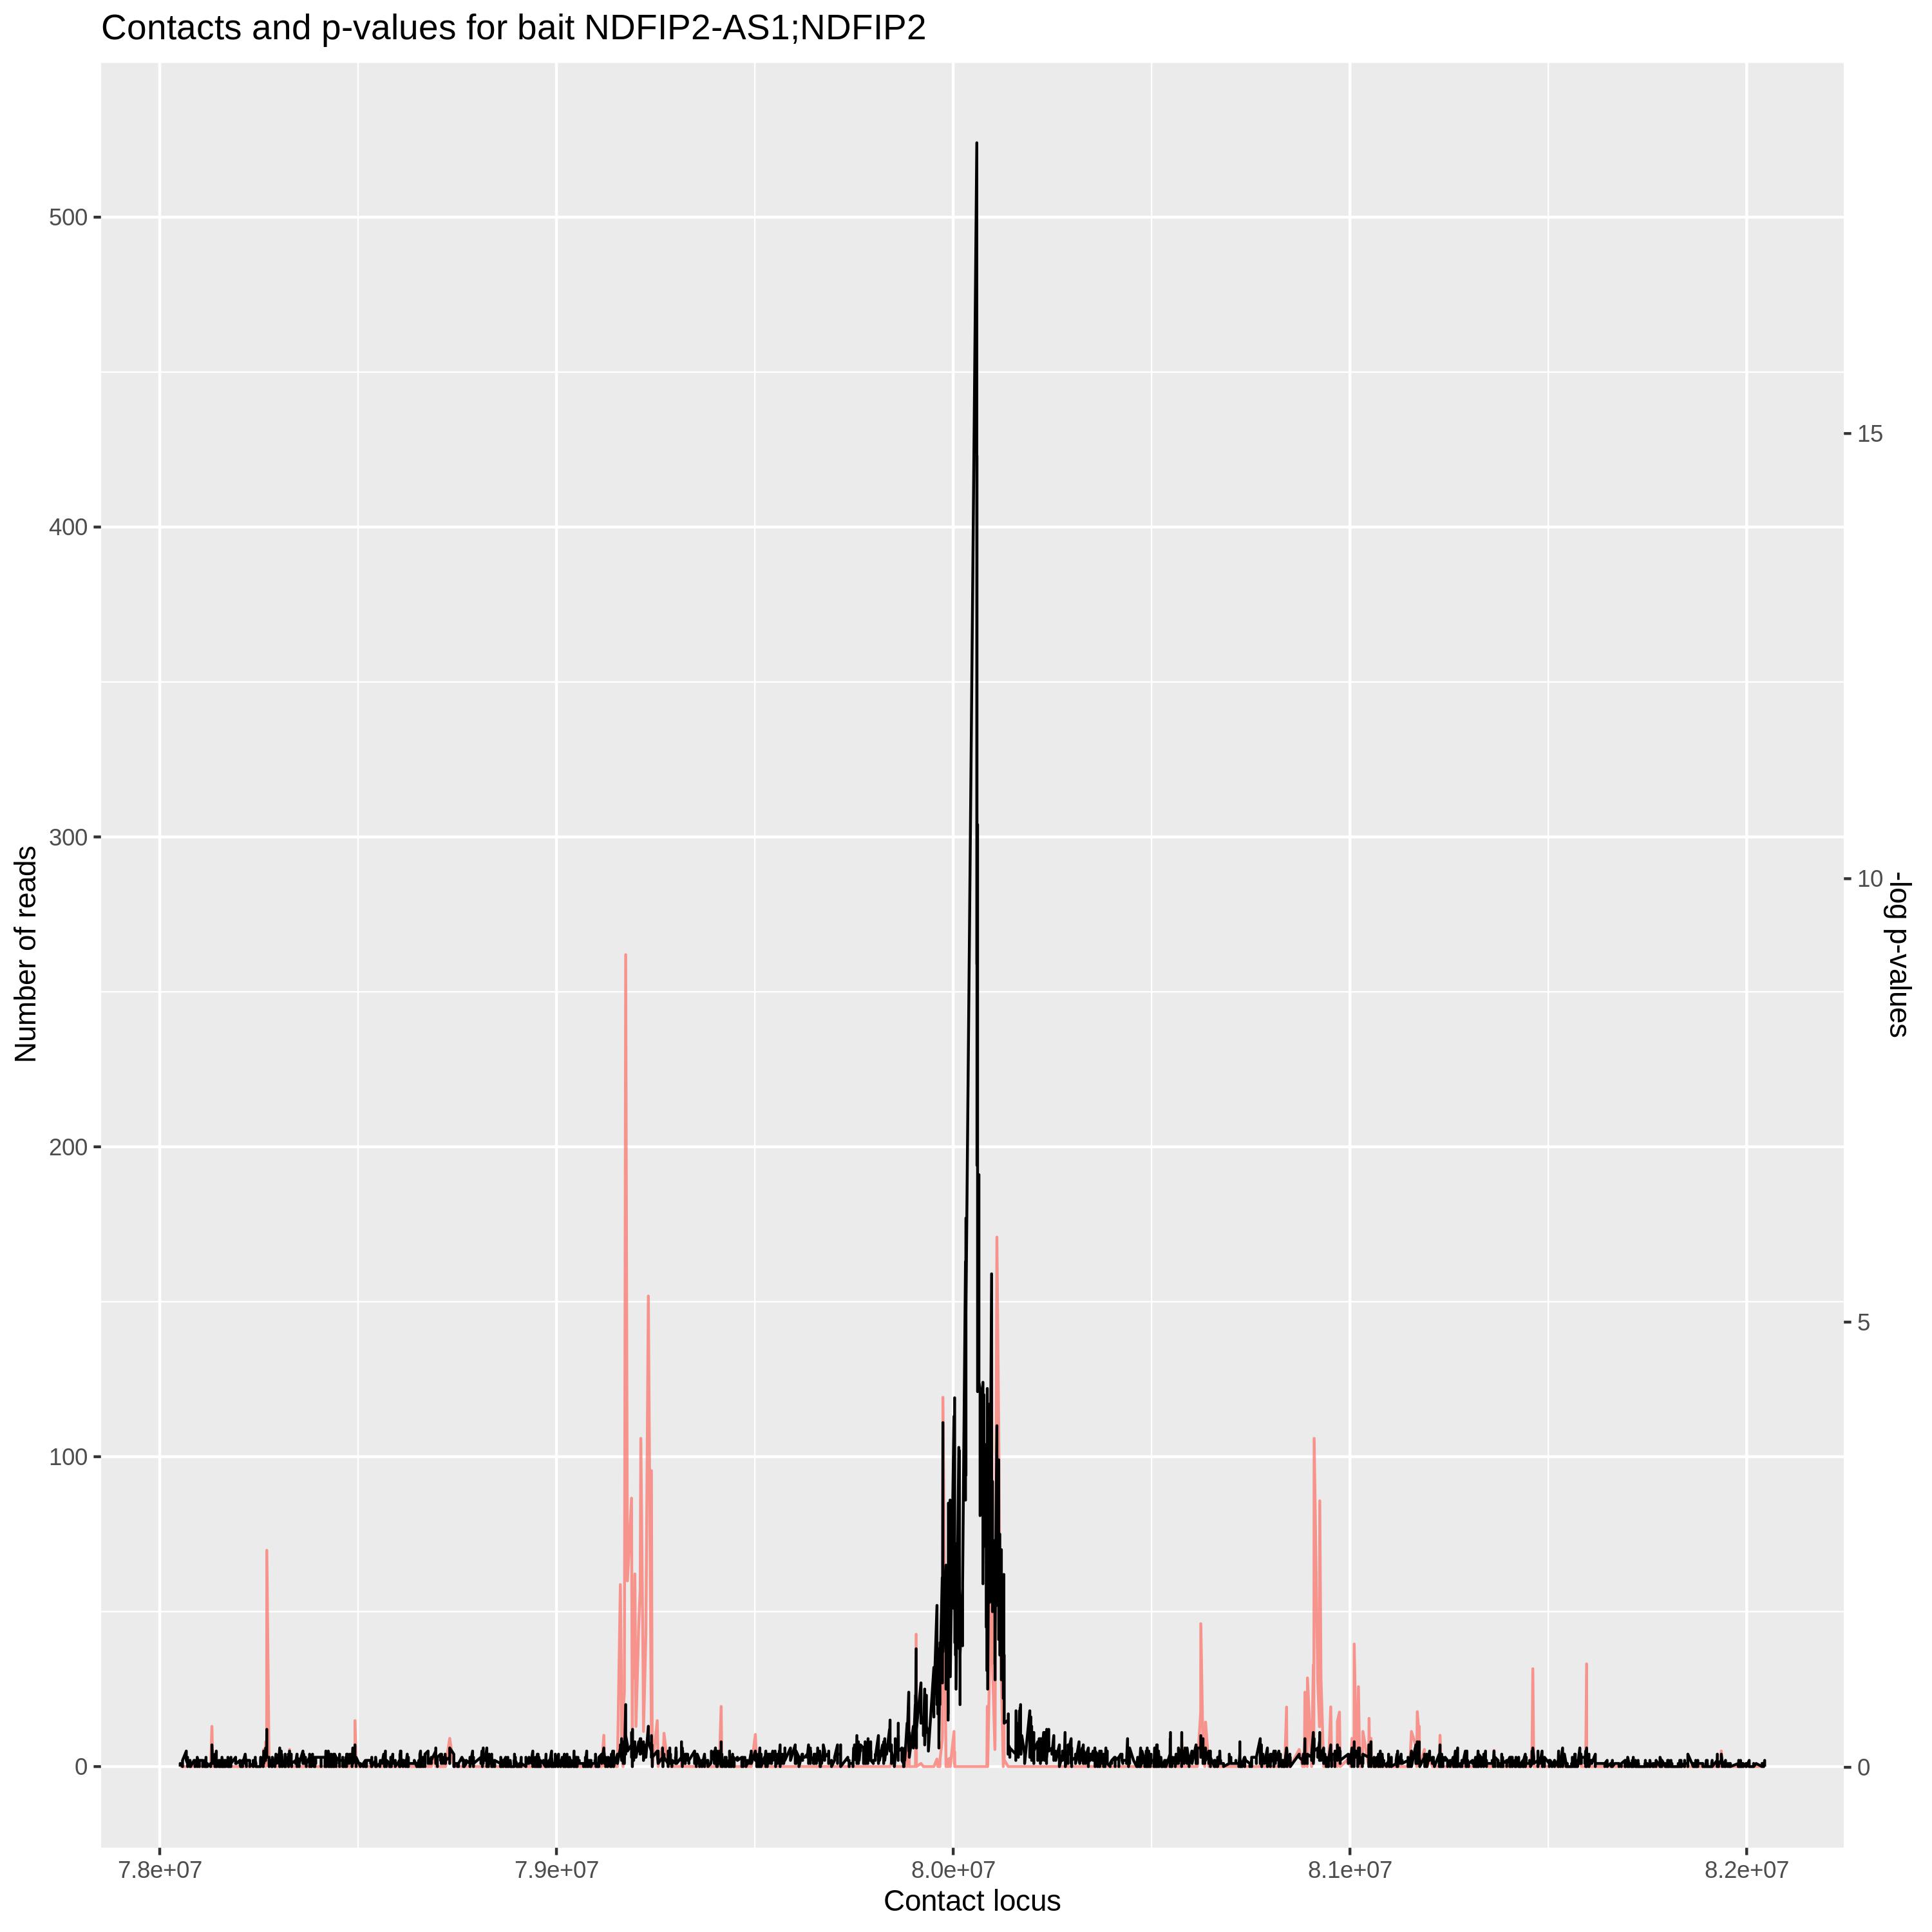 Contacts and p-values for bait NDFIP2-AS1;NDFIP2
Number of reads
500
400
300
200
100
0
15
10
5
0
-log p-values
7.8e+07
7.9e+07
8.0e+07
8.1e+07
8.2e+07
Contact locus